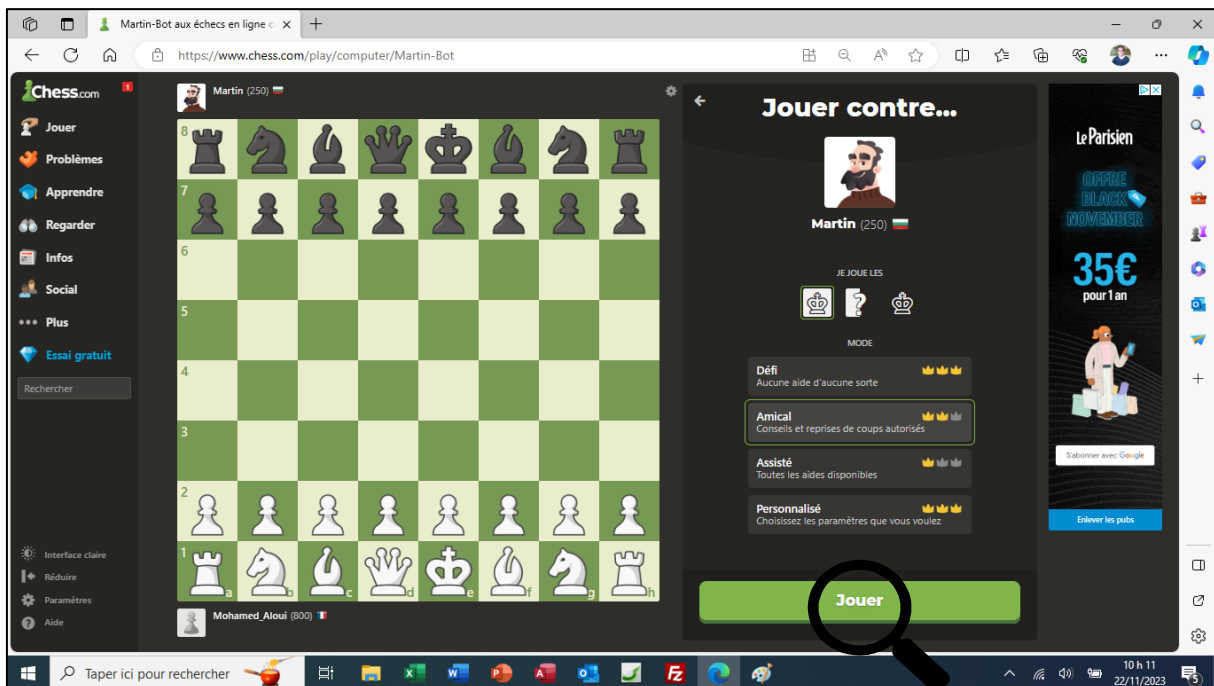 Martin-Bot aux échecs en ligne c
https://www.chess.com/play/computer/Martin-Bot
Chess.com
1
Jouer
Problèmes
Apprendre
Regarder
Infos
Social
Plus
Essai gratuit
Rechercher
Interface claire
Réduire
Paramètres
Aide
Martin (250)
8
7
6
5
4
3
2
1
a b c d e f g h
Mohamed_Aloui (800)
Jouer contre...
Martin (250)
JE JOUE LES
?
MODE
Défi
Aucune aide d'aucune sorte
Amical
Conseils et reprises de coups autorisés
Assisté
Toutes les aides disponibles
Personnalisé
Choisissez les paramètres que vous voulez
Jouer
Le Parisien
OFFRE
BLACK
NOVEMBER
35€
pour 1 an
S'abonner avec Google
Enlever les pubs
Taper ici pour rechercher
10 h 11
22/11/2023
5